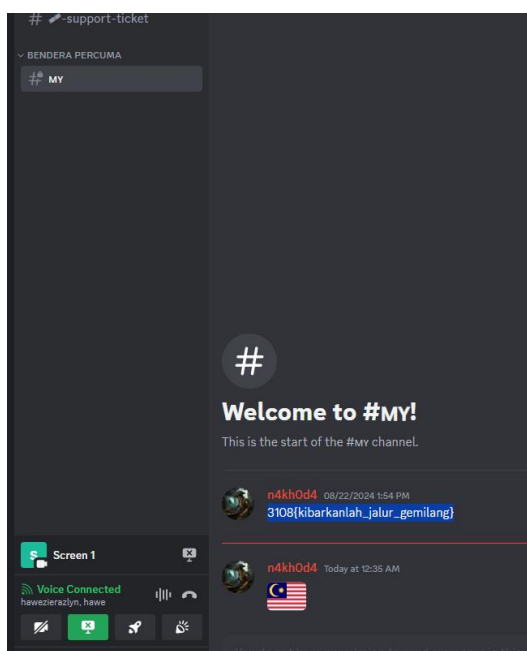 # -support-ticket
BENDERA PERCUMA
# MY
#
Welcome to #MY!
This is the start of the #MY channel.
n4kh0d4 08/22/2024 1:54 PM
3108{kibarkanlah_jalur_gemilang}
n4kh0d4 Today at 12:35 AM
S
Screen 1
Voice Connected
hawezierazlyn, hawe